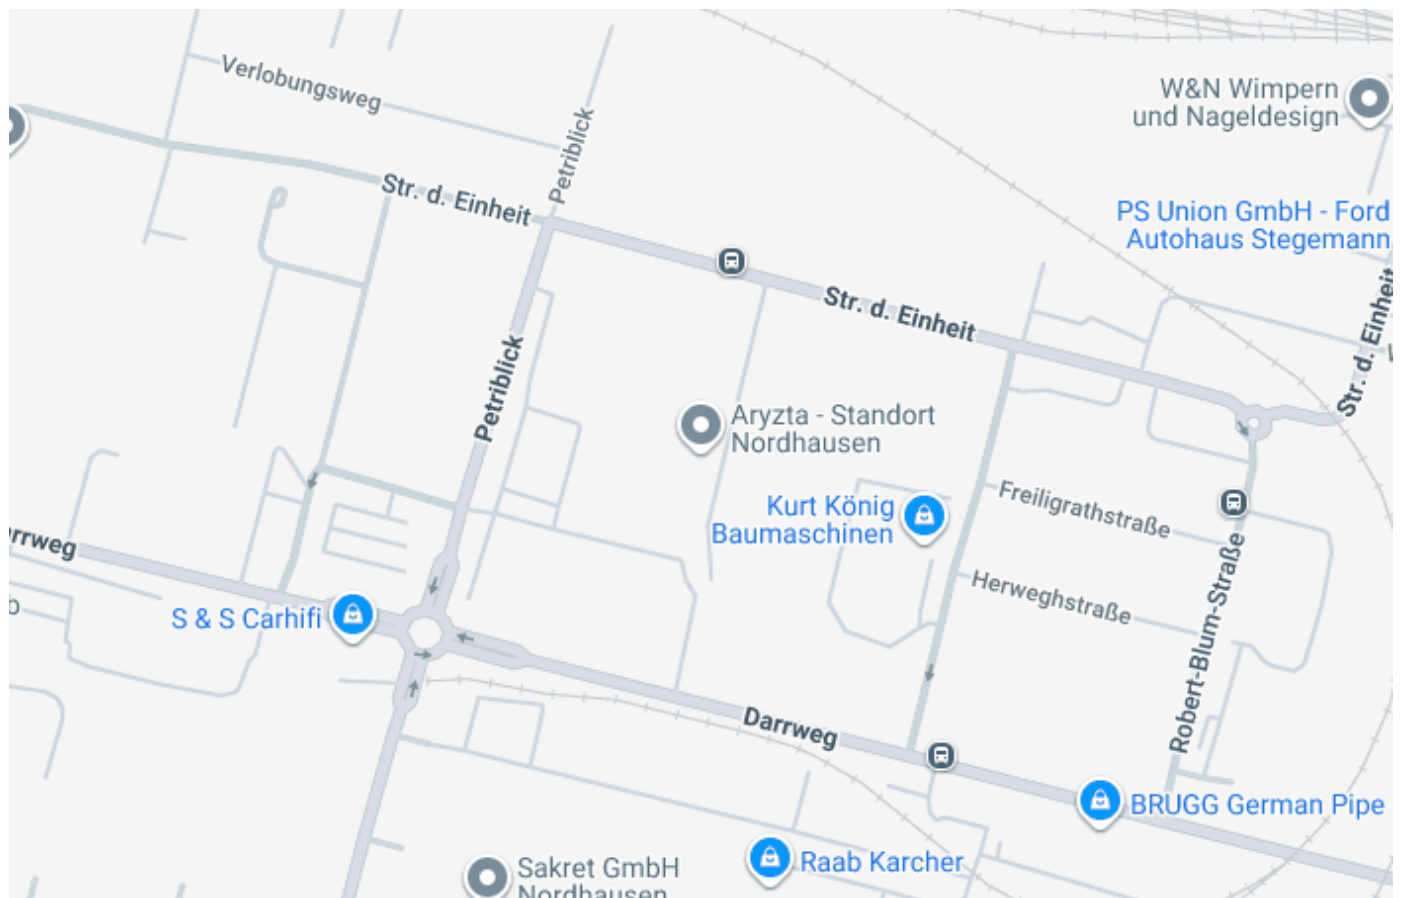 W&N Wimpern
und Nageldesign
Verlobungsweg
Petriblick
Str. d. Einheit
PS Union GmbH - Ford
Autohaus Stegemann
Str. d. Einheit
Str. d. Einheit
Petriblick
Aryzta - Standort
Nordhausen
Kurt König
Baumaschinen
Freiligrathstraße
rrweg
Herweghstraße
Robert-Blum-Straße
S & S Carhifi
Darrweg
BRUGG German Pipe
Raab Karcher
Sakret GmbH
Nordhausen